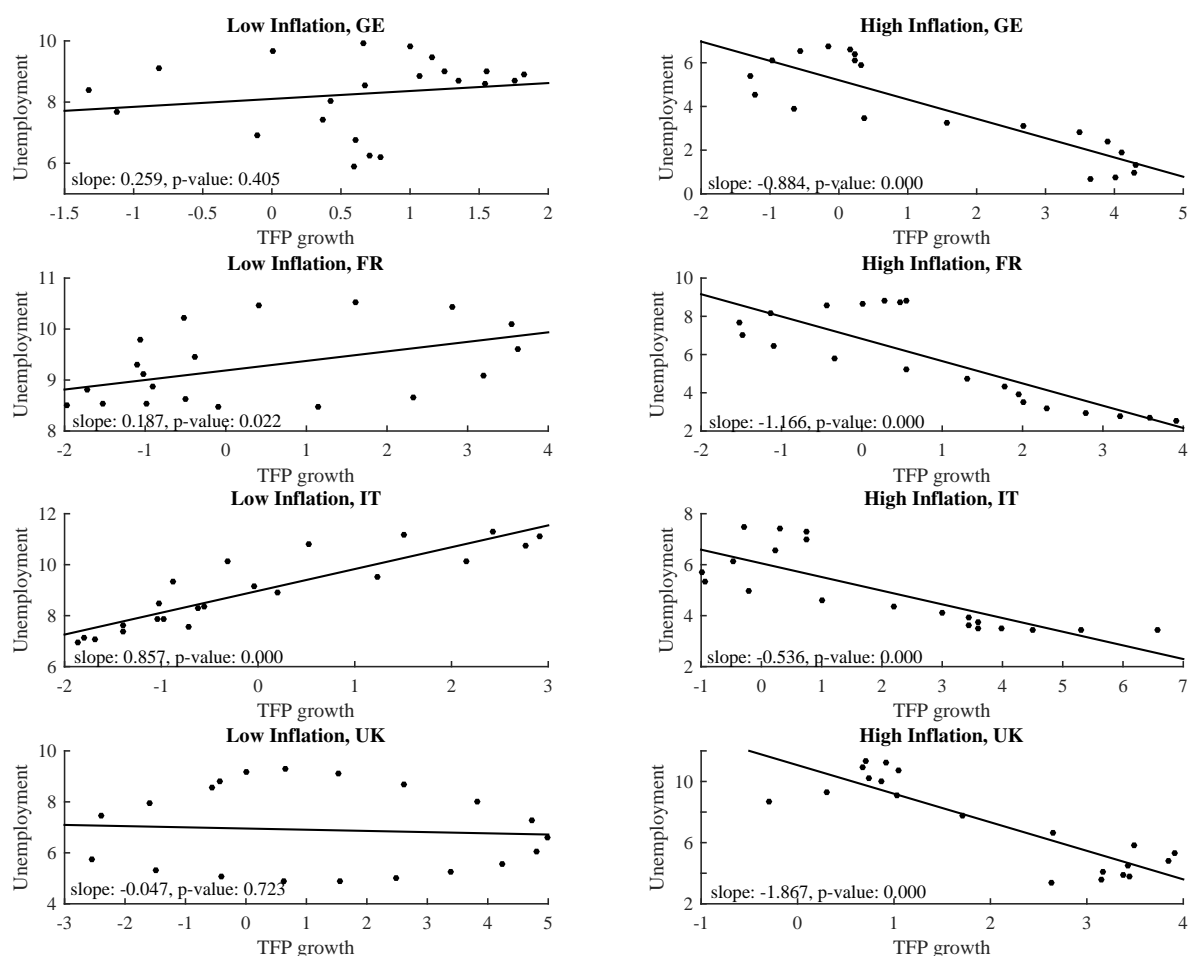 Low Inflation, GE
10
8
6
Unemployment
slope: 0.259, p-value: 0.405
-1.5 -1 -0.5 0 0.5 1 1.5 2
TFP growth
High Inflation, GE
6
4
2
0
Unemployment
slope: -0.884, p-value: 0.000
-2 -1 0 1 2 3 4 5
TFP growth
Low Inflation, FR
11
10
9
8
Unemployment
slope: 0.187, p-value: 0.022
-2 -1 0 1 2 3 4
TFP growth
High Inflation, FR
10
8
6
4
2
Unemployment
slope: -1.166, p-value: 0.000
-2 -1 0 1 2 3 4
TFP growth
Low Inflation, IT
12
10
8
6
Unemployment
slope: 0.857, p-value: 0.000
-2 -1 0 1 2 3
TFP growth
High Inflation, IT
8
6
4
2
Unemployment
slope: -0.536, p-value: 0.000
-1 0 1 2 3 4 5 6 7
TFP growth
Low Inflation, UK
10
8
6
4
Unemployment
slope: -0.047, p-value: 0.723
-3 -2 -1 0 1 2 3 4 5
TFP growth
High Inflation, UK
10
6
2
Unemployment
slope: -1.867, p-value: 0.000
-1 0 1 2 3 4
TFP growth